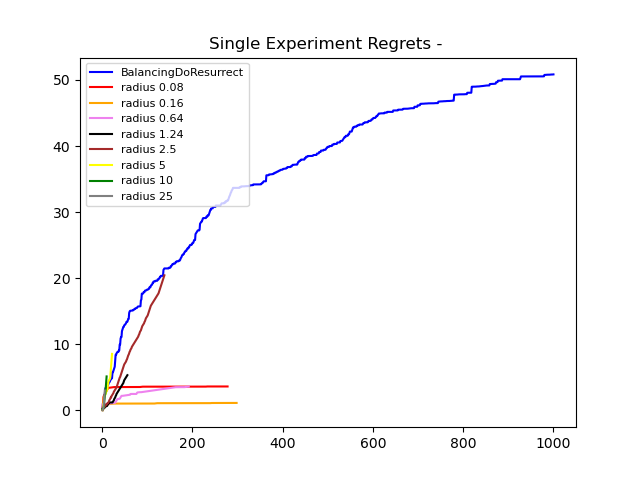 Single Experiment Regrets -
BalancingDoResurrect
radius 0.08
radius 0.16
radius 0.64
radius 1.24
radius 2.5
radius 5
radius 10
radius 25
50
40
30
20
10
0
0 200 400 600 800 1000